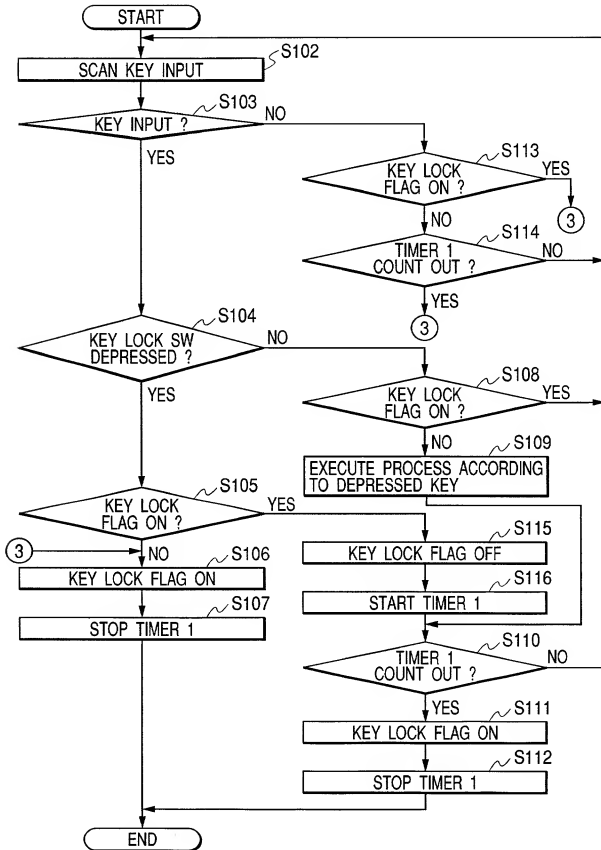 START
S102
SCAN KEY INPUT
S103
KEY INPUT ?
NO
YES
S113
KEY LOCK
FLAG ON ?
YES
3
NO
S114
TIMER 1
COUNT OUT ?
NO
YES
3
S104
KEY LOCK SW
DEPRESSED ?
NO
YES
S108
KEY LOCK
FLAG ON ?
YES
NO
S109
EXECUTE PROCESS ACCORDING
TO DEPRESSED KEY
S105
KEY LOCK
FLAG ON ?
YES
3
NO
S106
KEY LOCK FLAG ON
S107
STOP TIMER 1
S115
KEY LOCK FLAG OFF
S116
START TIMER 1
S110
TIMER 1
COUNT OUT ?
NO
YES
S111
KEY LOCK FLAG ON
S112
STOP TIMER 1
END